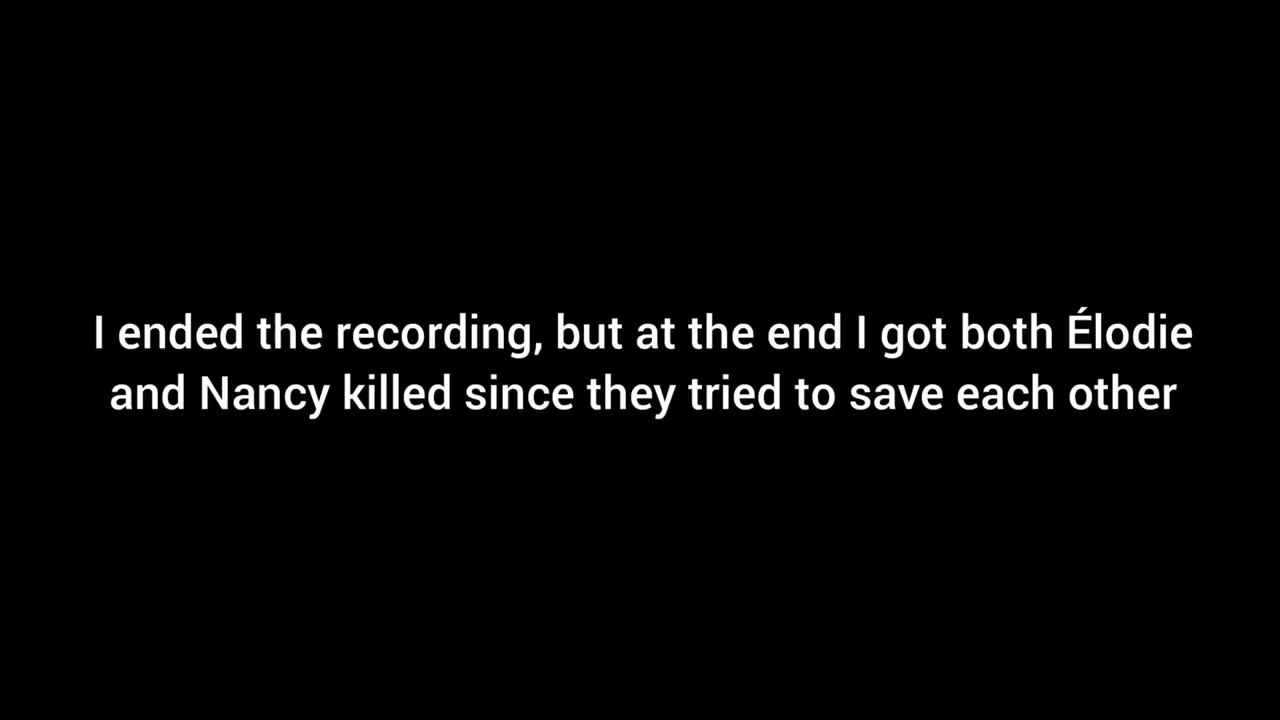 I ended the recording, but at the end I got both Élodie
and Nancy killed since they tried to save each other